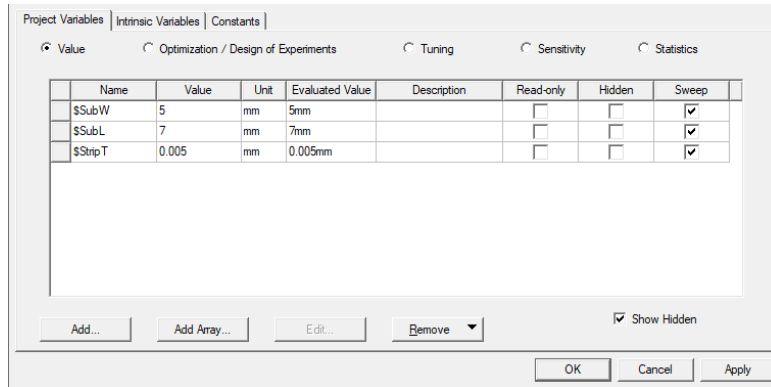 Project Variables Intrinsic Variables Constants
Value Optimization / Design of Experiments Tuning Sensitivity Statistics
Name Value Unit Evaluated Value Description Read-only Hidden Sweep
$SubW 5 mm 5mm
$SubL 7 mm 7mm
$StripT 0.005 mm 0.005mm
Add... Add Array... Edit... Remove Show Hidden
OK Cancel Apply